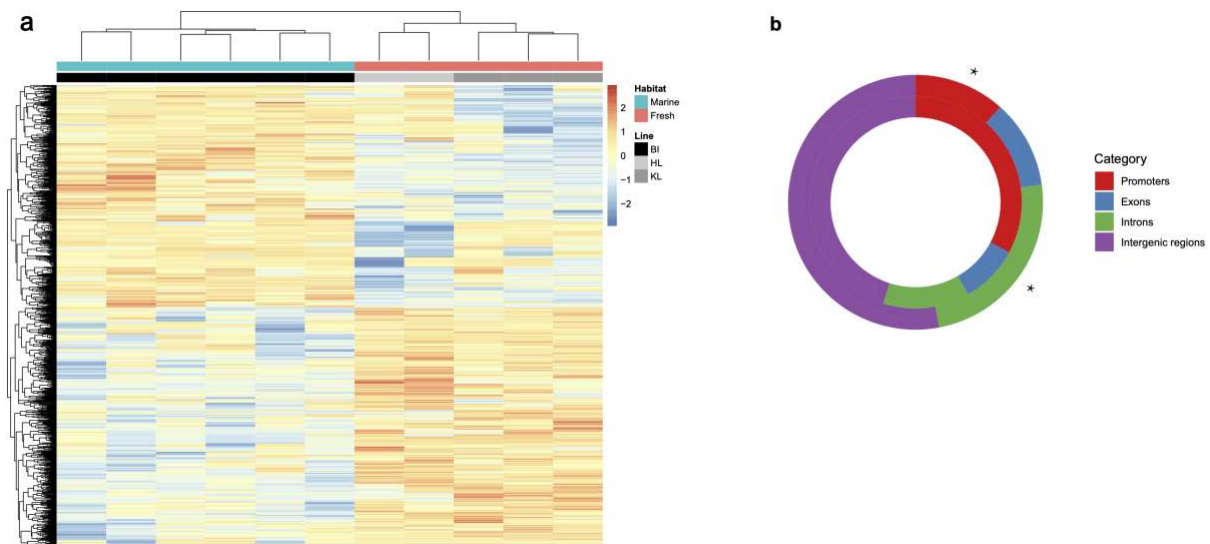 a
Habitat
Marine
Fresh
Line
BI
HL
KL
2
1
0
−1
−2
b
*
*
Category
Promoters
Exons
Introns
Intergenic regions